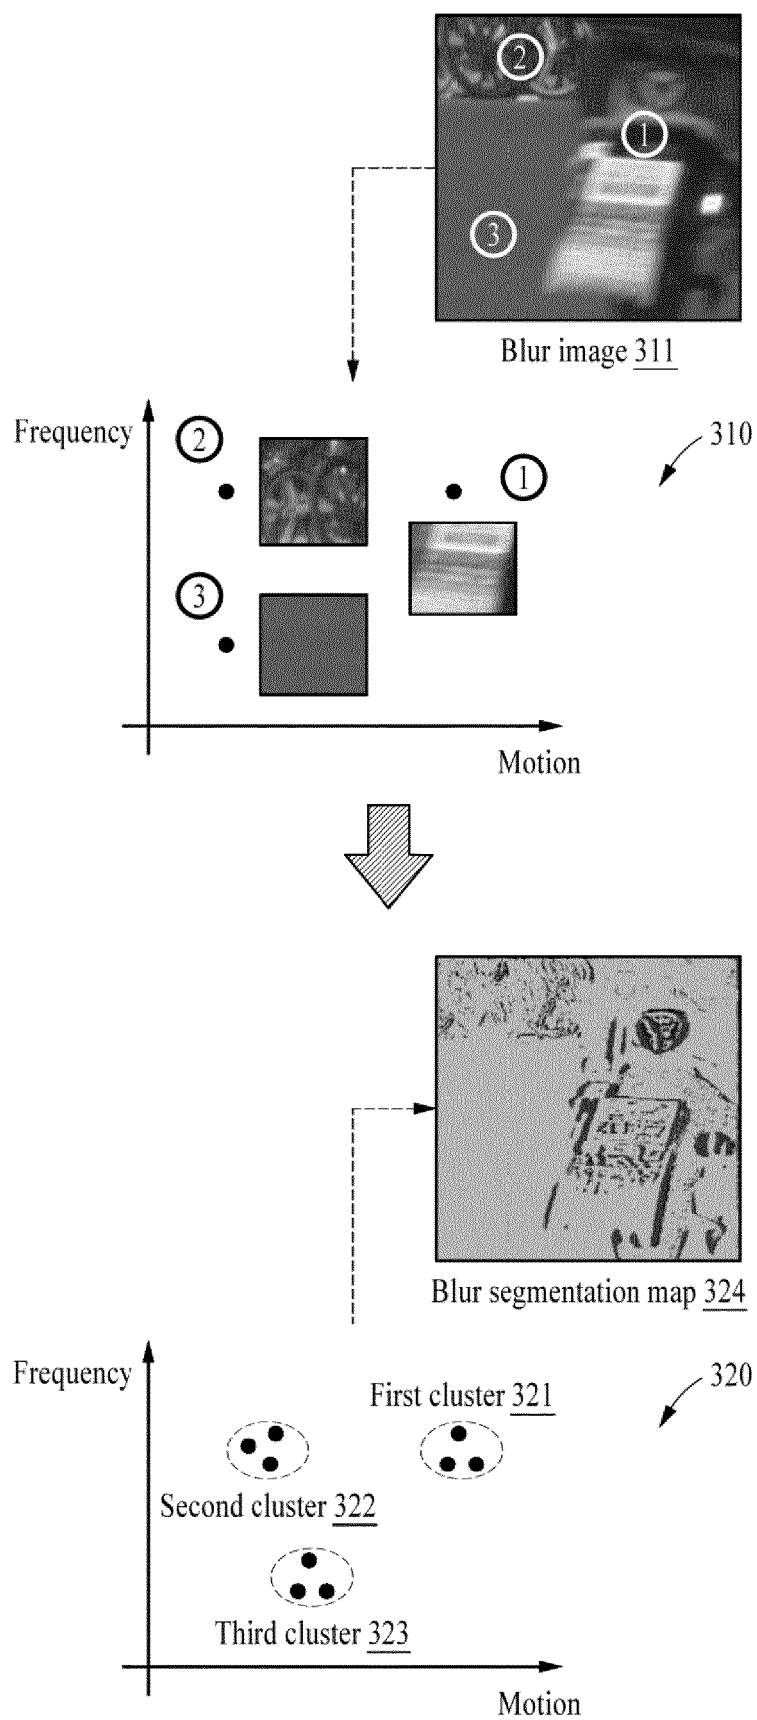 ②
①
③
Blur image 311
Frequency
310
②
①
③
Motion
Blur segmentation map 324
Frequency
320
First cluster 321
Second cluster 322
Third cluster 323
Motion